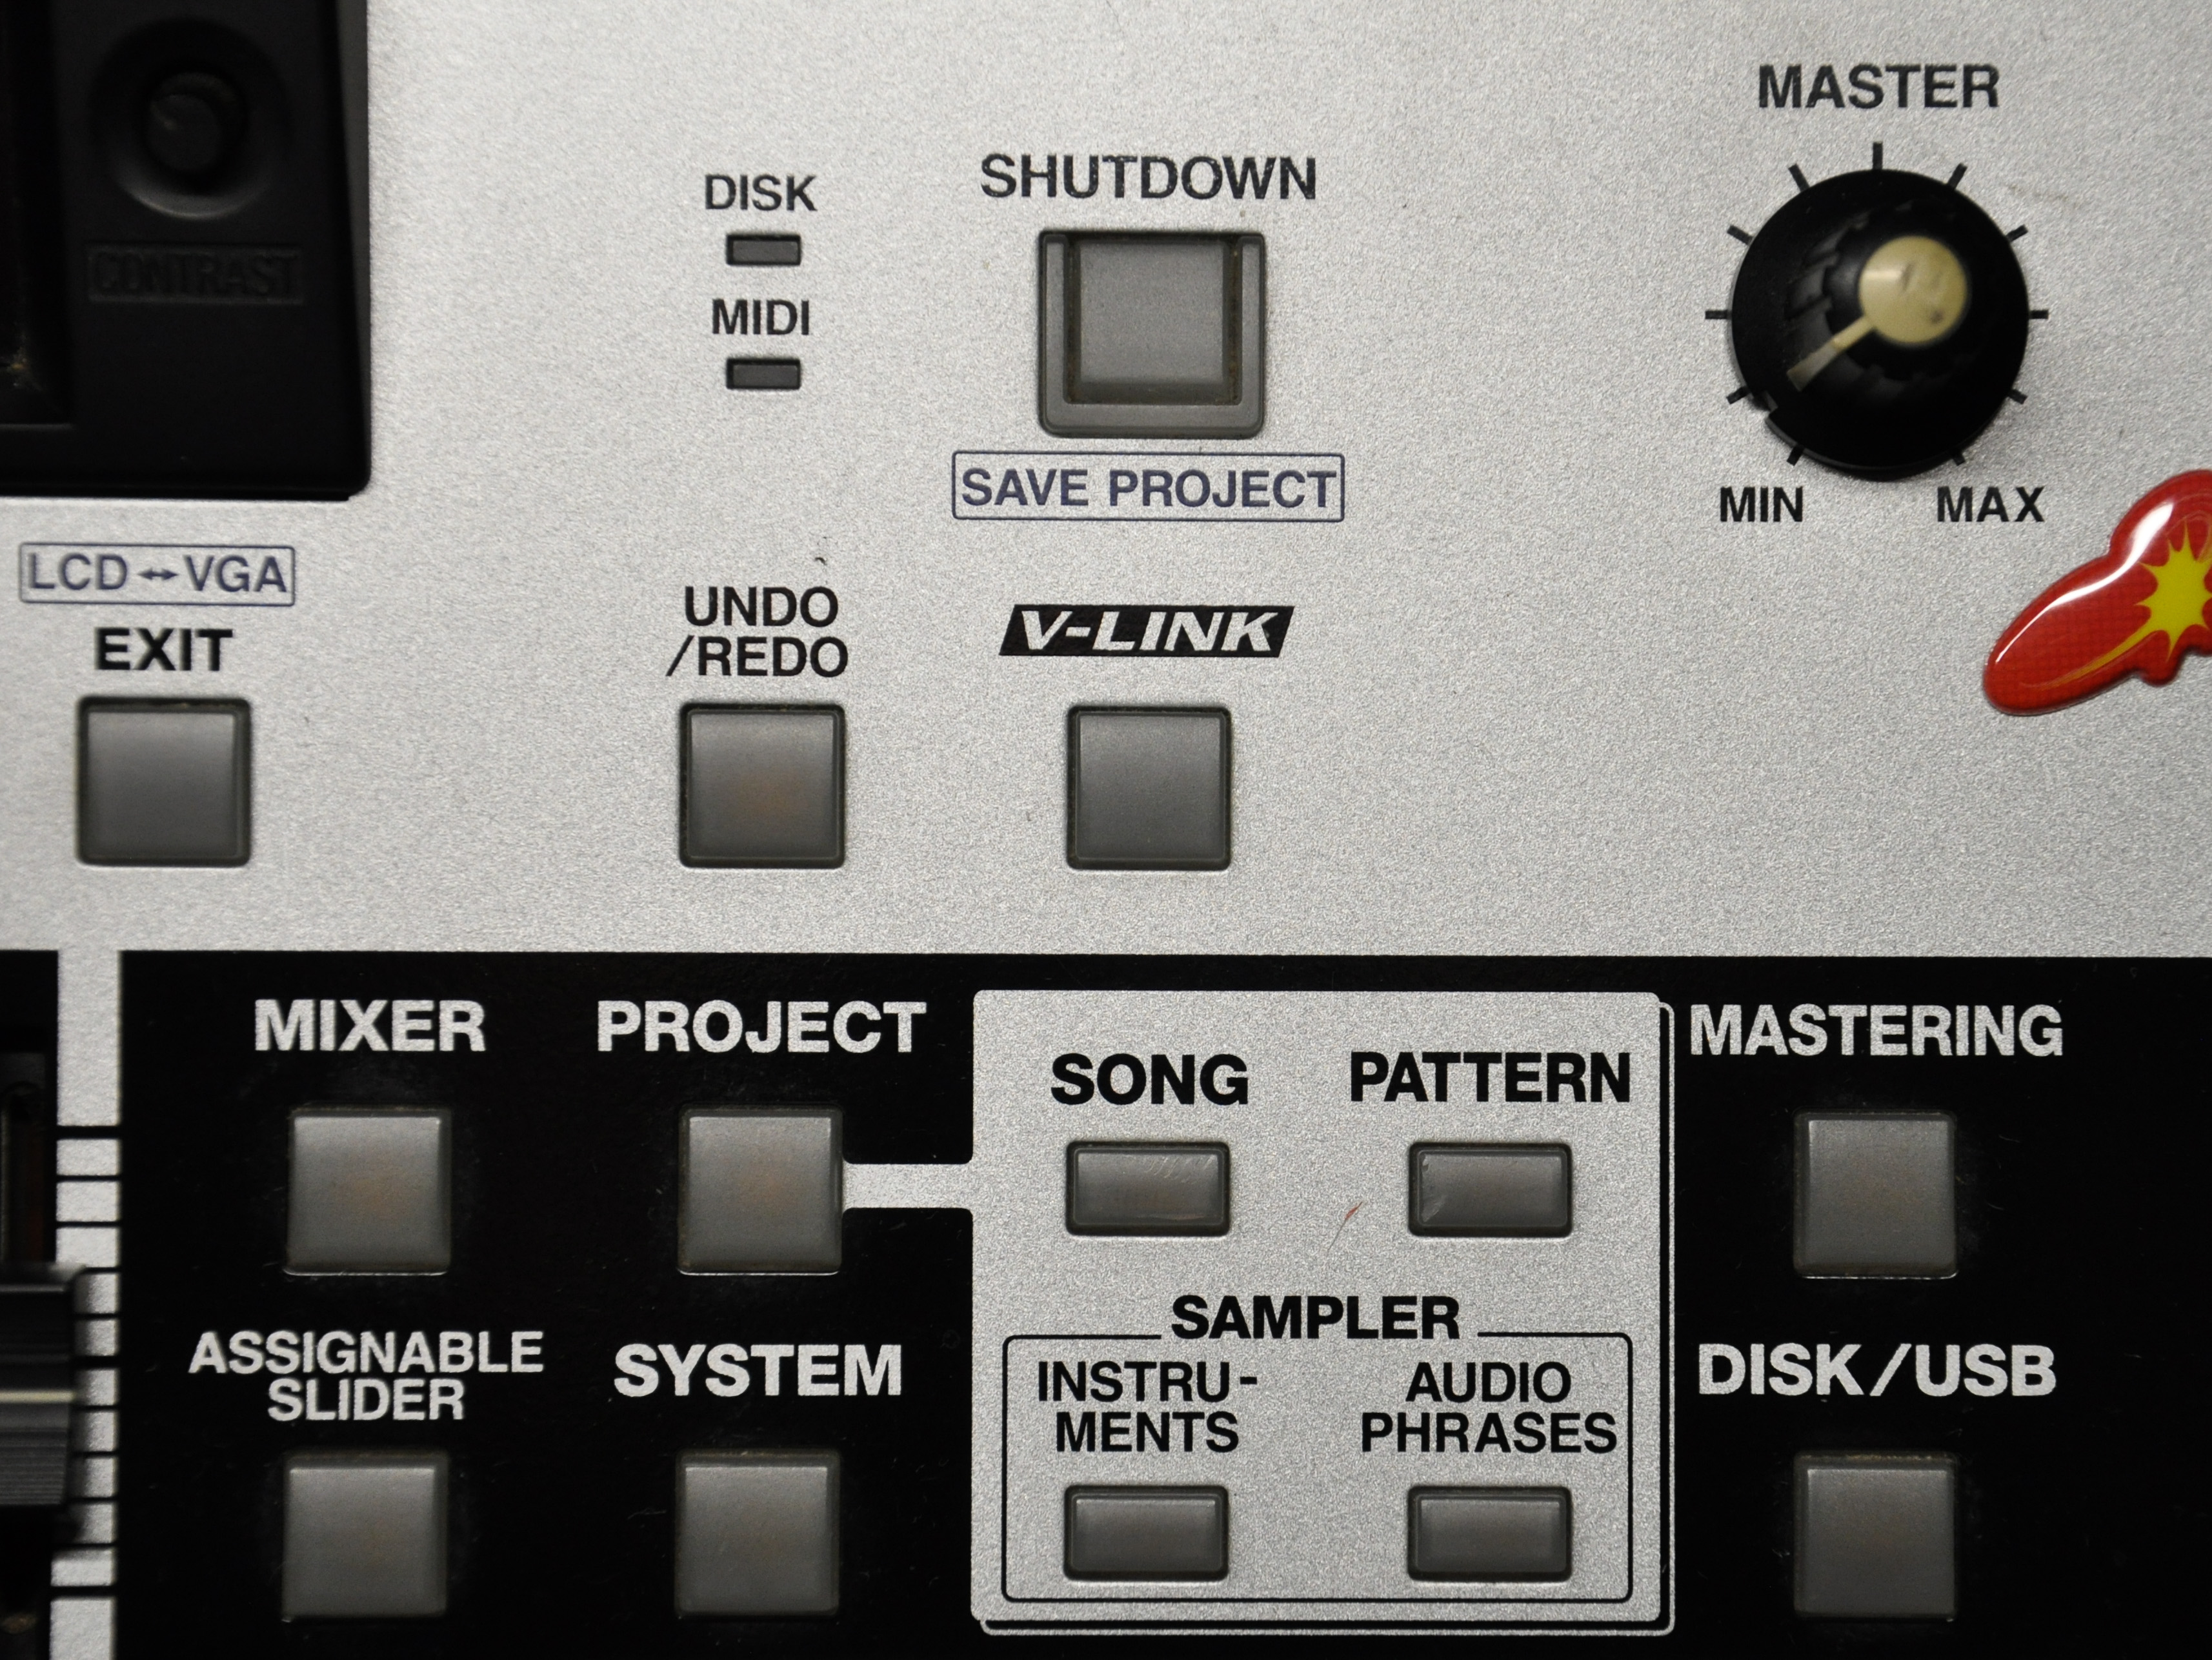 MASTER
SHUTDOWN
DISK
CONTRAST
MIDI
SAVE PROJECT
MIN
MAX
LCD↔VGA
UNDO
/REDO
V-LINK
EXIT
MIXER
PROJECT
MASTERING
SONG
PATTERN
SAMPLER
ASSIGNABLE
SLIDER
SYSTEM
INSTRU-
MENTS
AUDIO
PHRASES
DISK/USB